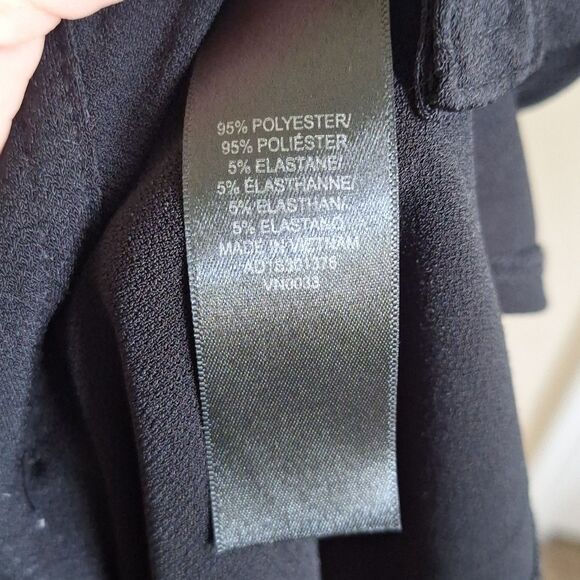 95% POLYESTER/
95% POLIÉSTER
5% ELASTANE/
5% ÉLASTHANNE/
5% ELASTHAN/
5% ELASTANO
MADE IN VIETNAM
VN0033